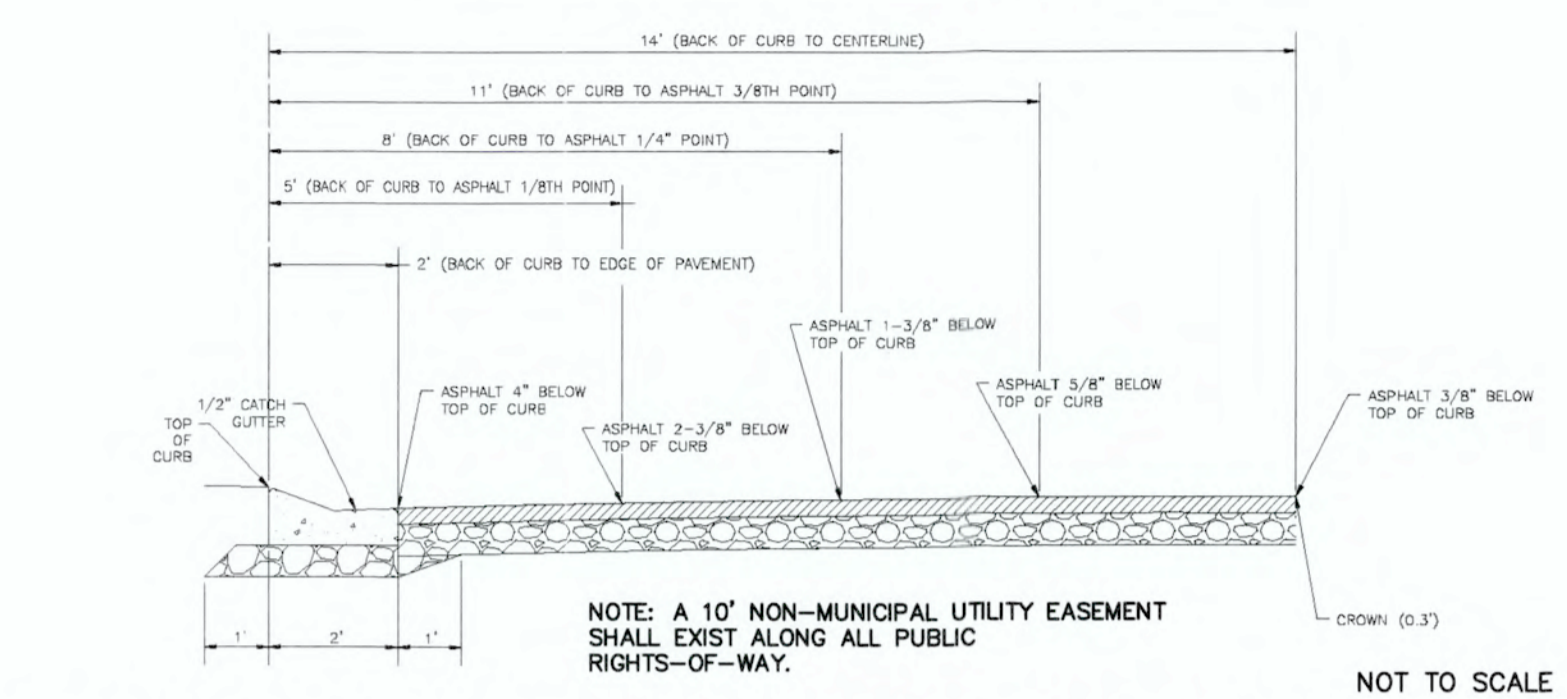 14' (BACK OF CURB TO CENTERLINE)
11' (BACK OF CURB TO ASPHALT 3/8TH POINT)
8' (BACK OF CURB TO ASPHALT 1/4" POINT)
5' (BACK OF CURB TO ASPHALT 1/8TH POINT)
2' (BACK OF CURB TO EDGE OF PAVEMENT)
ASPHALT 1-3/8" BELOW
TOP OF CURB
1/2" CATCH
GUTTER
TOP
OF
CURB
ASPHALT 4" BELOW
TOP OF CURB
ASPHALT 2-3/8" BELOW
TOP OF CURB
ASPHALT 5/8" BELOW
TOP OF CURB
ASPHALT 3/8" BELOW
TOP OF CURB
1'
2'
1'
NOTE: A 10' NON-MUNICIPAL UTILITY EASEMENT
SHALL EXIST ALONG ALL PUBLIC
RIGHTS-OF-WAY.
CROWN (0.3')
NOT TO SCALE